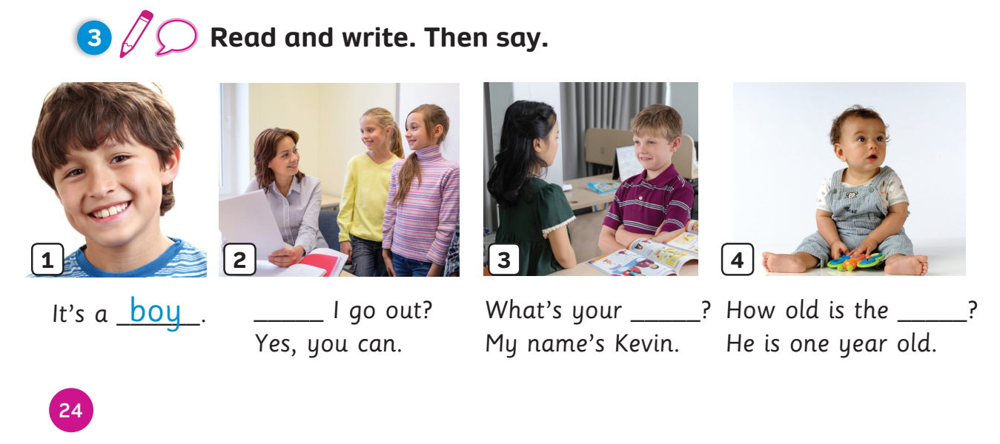 3 Read and write. Then say.
1
2
3
4
It's a boy.
_____ I go out?
Yes, you can.
What's your _____?
My name's Kevin.
How old is the _____?
He is one year old.
24